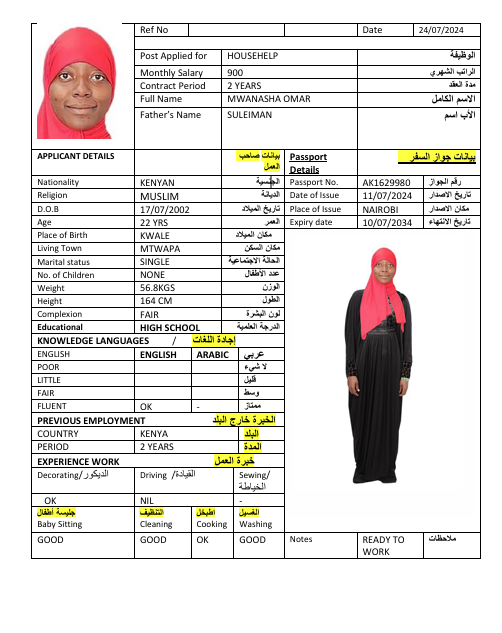 Ref No Date 24/07/2024
Post Applied for HOUSEHELP الوظيفة
Monthly Salary 900 الراتب الشهري
Contract Period 2 YEARS مدة العقد
Full Name MWANASHA OMAR الاسم الكامل
Father's Name SULEIMAN الأب اسم
APPLICANT DETAILS بيانات صاحب العمل Passport Details بيانات جواز السفر
Nationality KENYAN الجنسية Passport No. AK1629980 رقم الجواز
Religion MUSLIM الديانة Date of Issue 11/07/2024 تاريخ الاصدار
D.O.B 17/07/2002 تاريخ الميلاد Place of Issue NAIROBI مكان الاصدار
Age 22 YRS العمر Expiry date 10/07/2034 تاريخ الانتهاء
Place of Birth KWALE مكان الميلاد
Living Town MTWAPA مكان السكن
Marital status SINGLE الحالة الاجتماعية
No. of Children NONE عدد الأطفال
Weight 56.8KGS الوزن
Height 164 CM الطول
Complexion FAIR لون البشرة
Educational HIGH SCHOOL الدرجة العلمية
KNOWLEDGE LANGUAGES / إجادة اللغات
ENGLISH ENGLISH ARABIC عربي
POOR لا شيء
LITTLE قليل
FAIR وسط
FLUENT OK - ممتاز
PREVIOUS EMPLOYMENT الخبرة خارج البلد
COUNTRY KENYA البلد
PERIOD 2 YEARS المدة
EXPERIENCE WORK خبرة العمل
Decorating/الديكور Driving /القيادة Sewing/ الخياطة
OK NIL -
جليسة أطفال التنظيف اطبخل الغسيل
Baby Sitting Cleaning Cooking Washing
GOOD GOOD OK GOOD Notes READY TO WORK ملاحظات